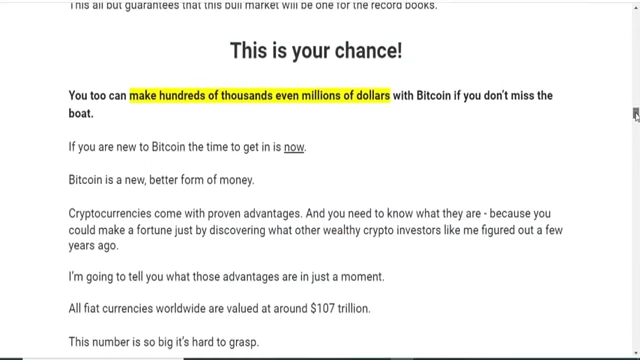 This all but guarantees that this bull market will be one for the record books.
This is your chance!
You too can make hundreds of thousands even millions of dollars with Bitcoin if you don't miss the
boat.
If you are new to Bitcoin the time to get in is now.
Bitcoin is a new, better form of money.
Cryptocurrencies come with proven advantages. And you need to know what they are - because you
could make a fortune just by discovering what other wealthy crypto investors like me figured out a few
years ago.
I'm going to tell you what those advantages are in just a moment.
All fiat currencies worldwide are valued at around $107 trillion.
This number is so big it's hard to grasp.